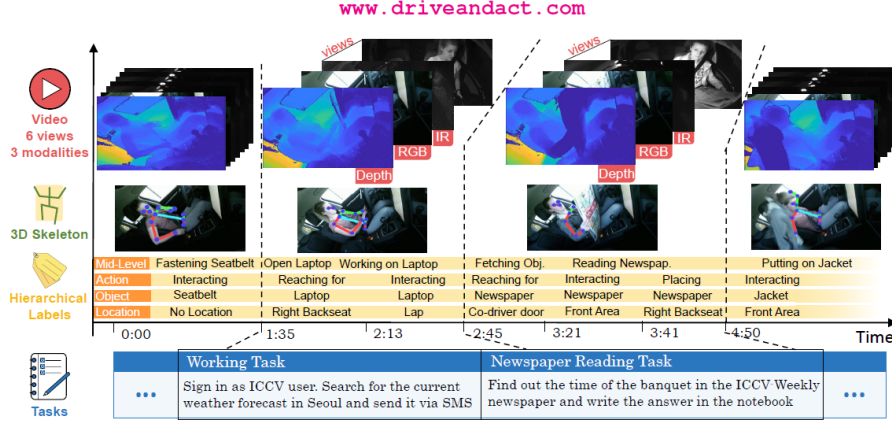 www.driveandact.com
views
views
Video
6 views
3 modalities
IR
RGB
Depth
IR
RGB
Depth
3D Skeleton
Hierarchical
Labels
Mid-Level Fastening Seatbelt Open Laptop Working on Laptop Fetching Obj. Reading Newspap. Putting on Jacket
Action Interacting Reaching for Interacting Reaching for Interacting Placing Interacting
Object Seatbelt Laptop Laptop Newspaper Newspaper Newspaper Jacket
Location No Location Right Backseat Lap Co-driver door Front Area Right Backseat Front Area
0:00 1:35 2:13 2:45 3:21 3:41 4:50 Time
Tasks
Working Task
Sign in as ICCV user. Search for the current
weather forecast in Seoul and send it via SMS
Newspaper Reading Task
Find out the time of the banquet in the ICCV Weekly
newspaper and write the answer in the notebook
...
...